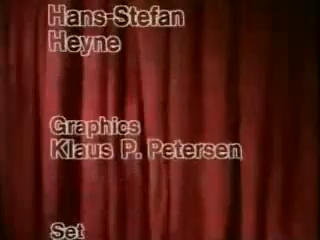 Hans-Stefan
Heyne
Graphics
Klaus P. Petersen
Set